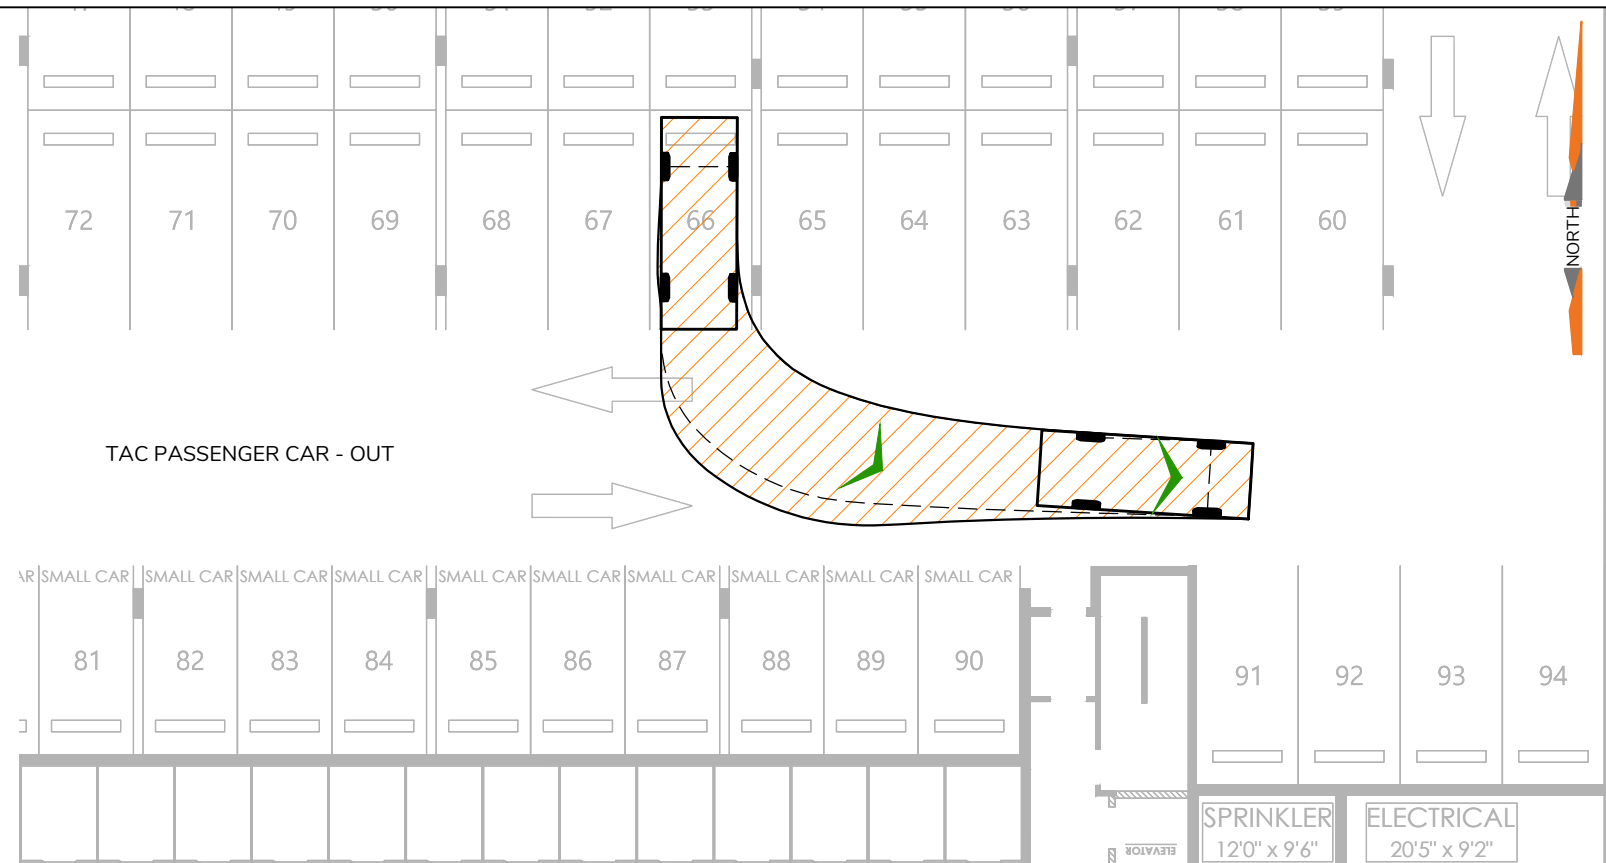 72 71 70 69 68 67 66 65 64 63 62 61 60
NORTH
TAC PASSENGER CAR - OUT
SMALL CAR SMALL CAR SMALL CAR SMALL CAR SMALL CAR SMALL CAR SMALL CAR SMALL CAR SMALL CAR SMALL CAR
81 82 83 84 85 86 87 88 89 90
91 92 93 94
SPRINKLER
12'0" x 9'6"
ELECTRICAL
20'5" x 9'2"
ELEVATOR